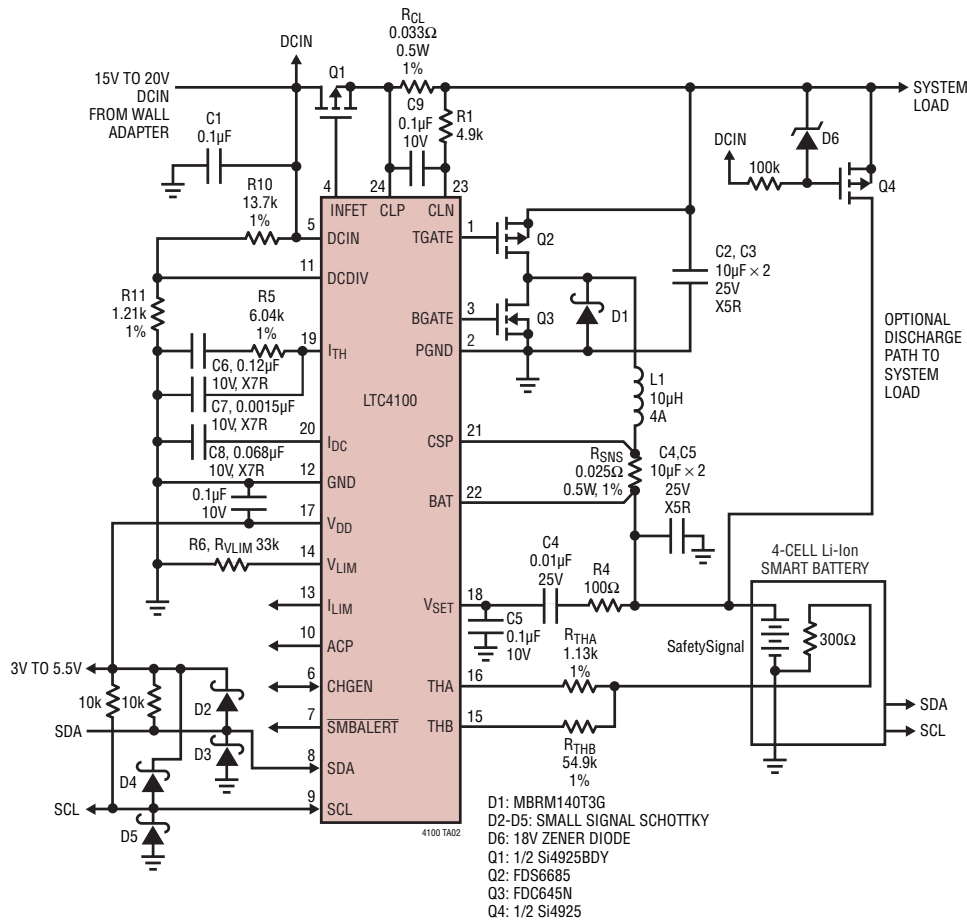 DCIN
15V TO 20V
DCIN
FROM WALL
ADAPTER
Q1
RCL
0.033Ω
0.5W
1%
C9
0.1µF
10V
R1
4.9k
SYSTEM
LOAD
C1
0.1µF
DCIN
100k
D6
Q4
R10
13.7k
1%
4
24
23
INFET
CLP
CLN
5
DCIN
TGATE
1
Q2
11
DCDIV
C2, C3
10µF × 2
25V
X5R
R11
1.21k
1%
R5
6.04k
1%
BGATE
3
Q3
D1
19
ITH
PGND
2
C6, 0.12µF
10V, X7R
C7, 0.0015µF
10V, X7R
LTC4100
L1
10µH
4A
OPTIONAL
DISCHARGE
PATH TO
SYSTEM
LOAD
20
IDC
CSP
21
C8, 0.068µF
10V, X7R
RSNS
0.025Ω
0.5W, 1%
C4,C5
10µF × 2
25V
X5R
12
GND
0.1µF
10V
BAT
22
17
VDD
R6, RVLIM 33k
14
VLIM
C4
0.01µF
25V
R4
100Ω
4-CELL Li-Ion
SMART BATTERY
13
ILIM
VSET
18
C5
0.1µF
10V
SafetySignal
300Ω
10
ACP
RTHA
1.13k
1%
3V TO 5.5V
6
CHGEN
THA
16
10k
10k
D2
7
SMBALERT
THB
15
SDA
D3
SDA
RTHB
54.9k
1%
SCL
8
SDA
D4
9
SCL
SCL
D5
4100 TA02
D1: MBRM140T3G
D2-D5: SMALL SIGNAL SCHOTTKY
D6: 18V ZENER DIODE
Q1: 1/2 Si4925BDY
Q2: FDS6685
Q3: FDC645N
Q4: 1/2 Si4925